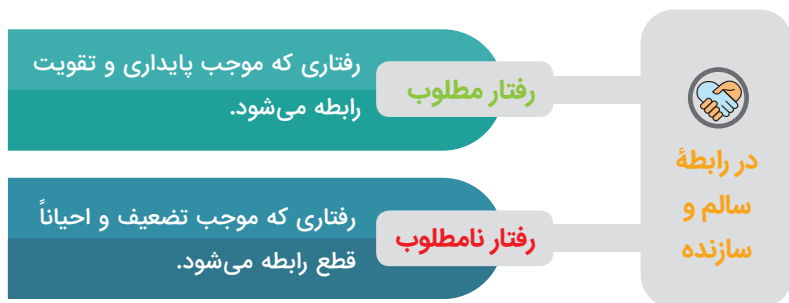 در رابطهٔ
سالم و
سازنده
رفتار مطلوب
رفتاری که موجب پایداری و تقویت
رابطه می‌شود.
رفتار نامطلوب
رفتاری که موجب تضعیف و احیاناً
قطع رابطه می‌شود.